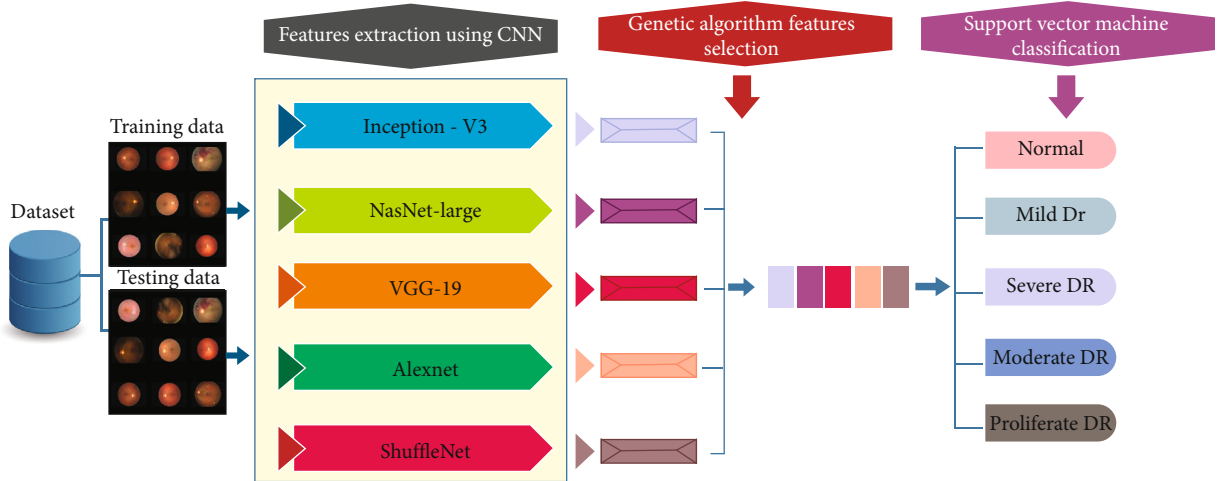 Features extraction using CNN
Genetic algorithm features
selection
Support vector machine
classification
Dataset
Training data
Testing data
Inception - V3
NasNet-large
VGG-19
Alexnet
ShuffleNet
Normal
Mild Dr
Severe DR
Moderate DR
Proliferate DR